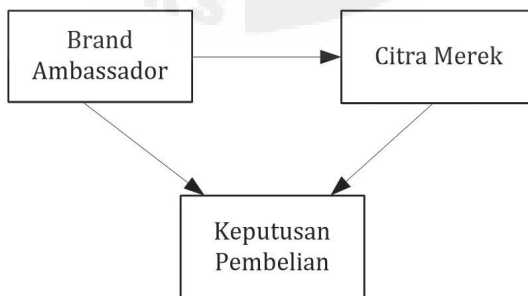 Brand
Ambassador
Citra Merek
Keputusan
Pembelian